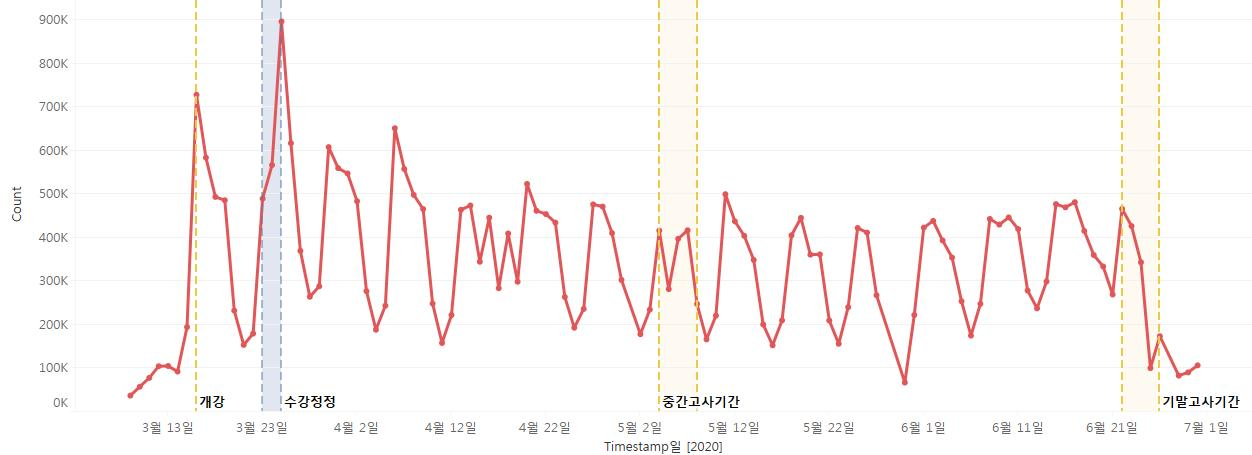 900K
800K
700K
600K
500K
400K
300K
200K
100K
0K
Count
개강
수강정정
중간고사기간
기말고사기간
3월 13일
3월 23일
4월 2일
4월 12일
4월 22일
5월 2일
5월 12일
5월 22일
6월 1일
6월 11일
6월 21일
7월 1일
Timestamp일 [2020]